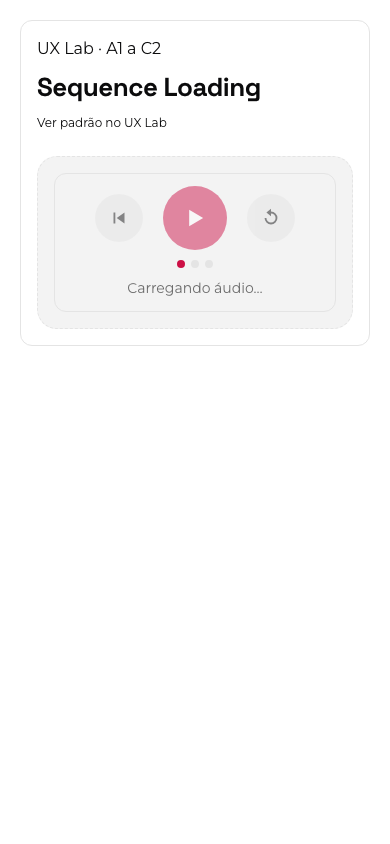 UX Lab · A1 a C2
Sequence Loading
Ver padrão no UX Lab
Carregando áudio...